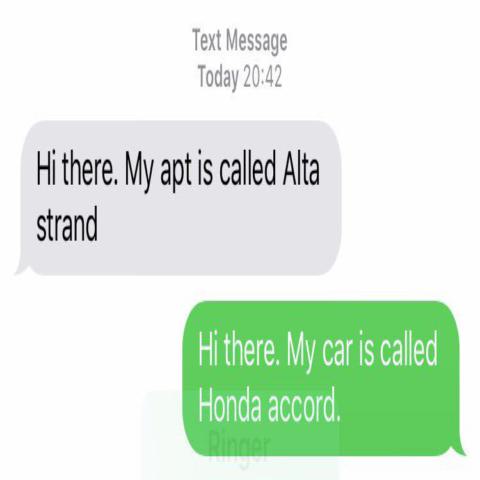 Text Message
Today 20:42
Hi there. My apt is called Alta
strand
Hi there. My car is called
Honda accord.
Ringer